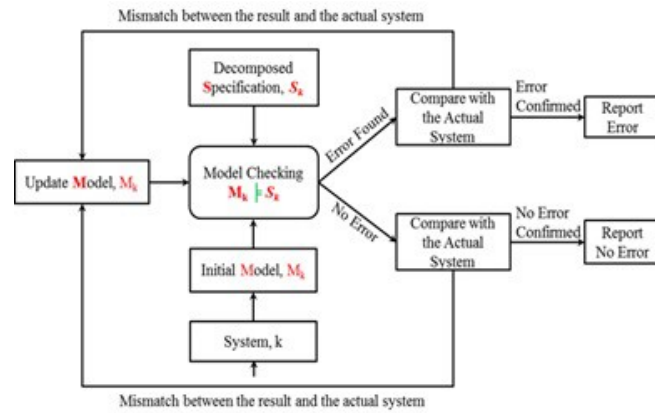 Mismatch between the result and the actual system
Decomposed
Specification, Sₖ
Error Found
Compare with
the Actual
System
Error
Confirmed
Report
Error
Update Model, Mₖ
Model Checking
Mₖ ⊨ Sₖ
No Error
Compare with
the Actual
System
No Error
Confirmed
Report
No Error
Initial Model, Mₖ
System, k
Mismatch between the result and the actual system